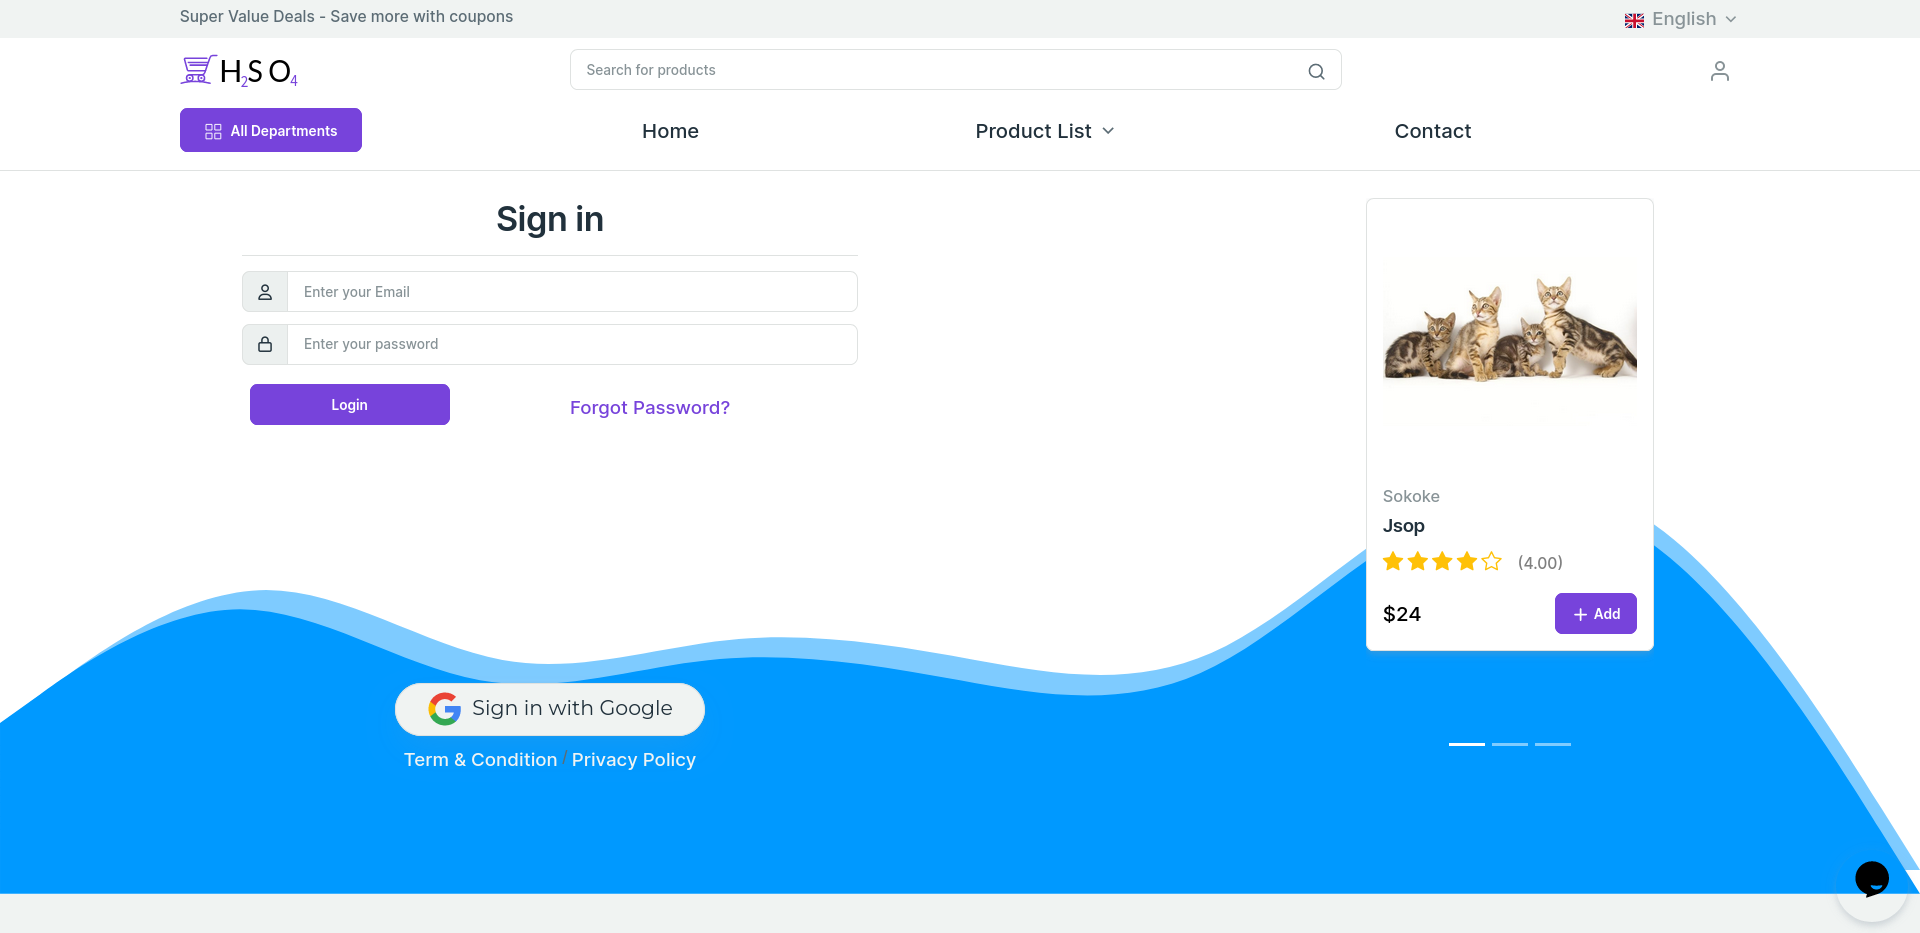 Super Value Deals - Save more with coupons
English
H2SO4
Search for products
All Departments
Home
Product List
Contact
Sign in
Enter your Email
Enter your password
Login
Forgot Password?
Sokoke
Jsop
(4.00)
$24
Add
Sign in with Google
Term & Condition / Privacy Policy